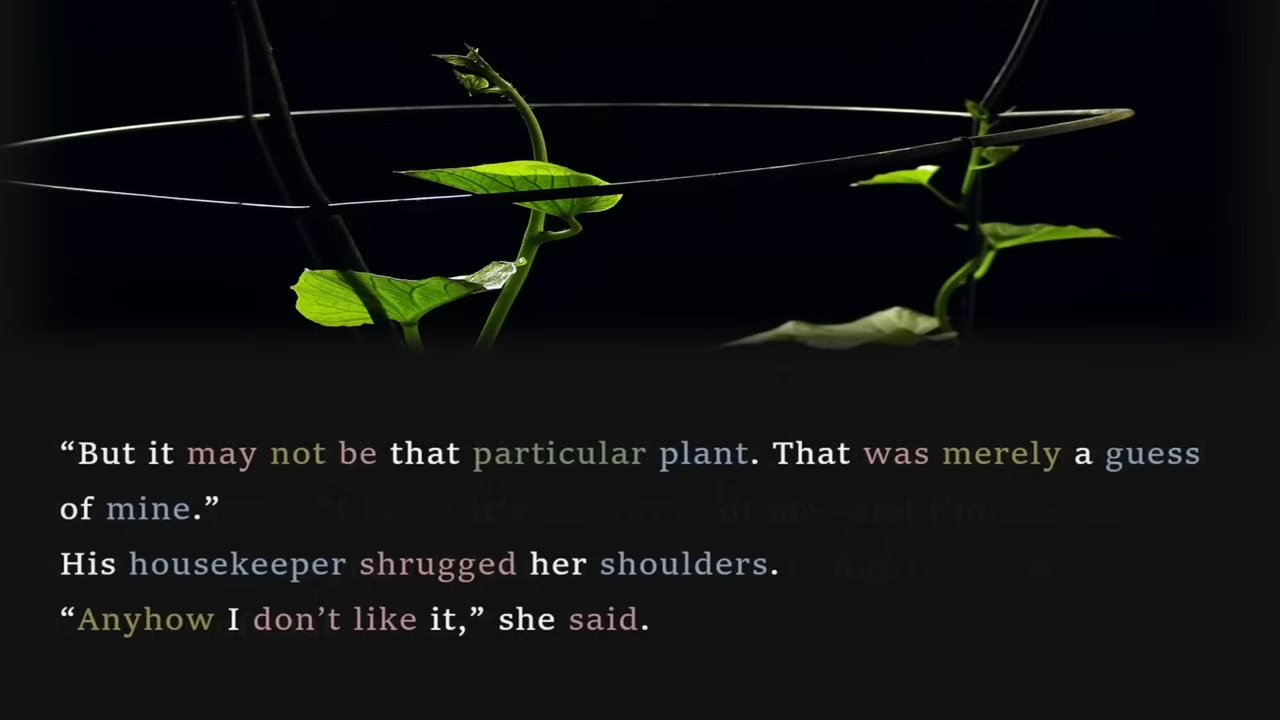 “But it may not be that particular plant. That was merely a guess
of mine.”
His housekeeper shrugged her shoulders.
“Anyhow I don’t like it,” she said.